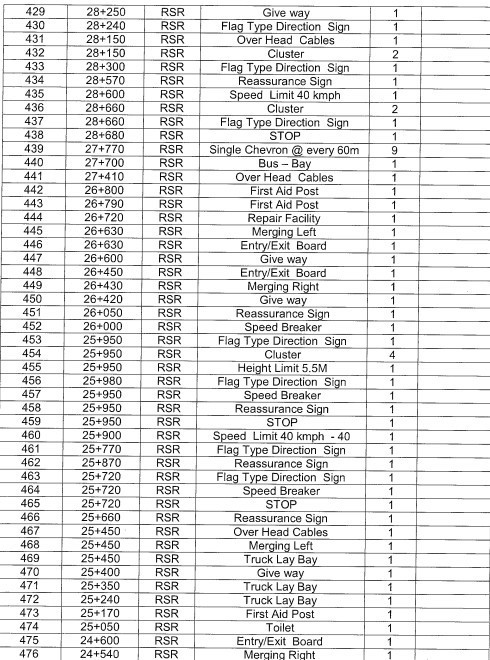 429 28+250 RSR Give way 1
430 28+240 RSR Flag Type Direction Sign 1
431 28+150 RSR Over Head Cables 1
432 28+150 RSR Cluster 2
433 28+300 RSR Flag Type Direction Sign 1
434 28+570 RSR Reassurance Sign 1
435 28+600 RSR Speed Limit 40 kmph 1
436 28+660 RSR Cluster 2
437 28+660 RSR Flag Type Direction Sign 1
438 28+680 RSR STOP 1
439 27+770 RSR Single Chevron @ every 60m 9
440 27+700 RSR Bus – Bay 1
441 27+410 RSR Over Head Cables 1
442 26+800 RSR First Aid Post 1
443 26+790 RSR First Aid Post 1
444 26+720 RSR Repair Facility 1
445 26+630 RSR Merging Left 1
446 26+630 RSR Entry/Exit Board 1
447 26+600 RSR Give way 1
448 26+450 RSR Entry/Exit Board 1
449 26+430 RSR Merging Right 1
450 26+420 RSR Give way 1
451 26+050 RSR Reassurance Sign 1
452 26+000 RSR Speed Breaker 1
453 25+950 RSR Flag Type Direction Sign 1
454 25+950 RSR Cluster 4
455 25+950 RSR Height Limit 5.5M 1
456 25+980 RSR Flag Type Direction Sign 1
457 25+950 RSR Speed Breaker 1
458 25+950 RSR Reassurance Sign 1
459 25+950 RSR STOP 1
460 25+900 RSR Speed Limit 40 kmph - 40 1
461 25+770 RSR Flag Type Direction Sign 1
462 25+870 RSR Reassurance Sign 1
463 25+720 RSR Flag Type Direction Sign 1
464 25+720 RSR Speed Breaker 1
465 25+720 RSR STOP 1
466 25+660 RSR Reassurance Sign 1
467 25+450 RSR Over Head Cables 1
468 25+450 RSR Merging Left 1
469 25+450 RSR Truck Lay Bay 1
470 25+400 RSR Give way 1
471 25+350 RSR Truck Lay Bay 1
472 25+240 RSR Truck Lay Bay 1
473 25+170 RSR First Aid Post 1
474 25+050 RSR Toilet 1
475 24+600 RSR Entry/Exit Board 1
476 24+540 RSR Merging Right 1